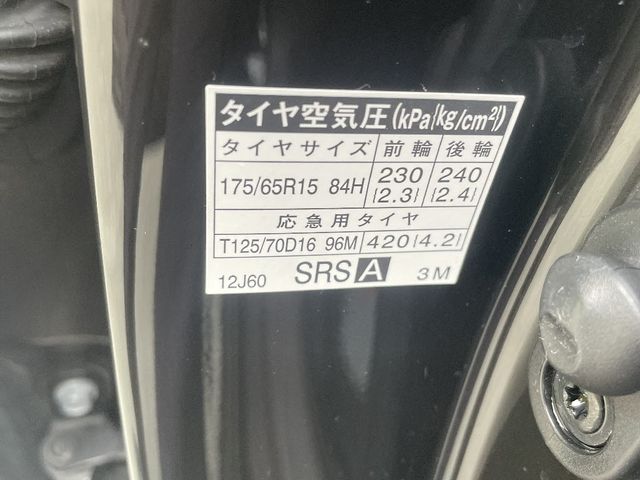 タイヤ空気圧(kPa{kg/cm²})
タイヤサイズ 前輪 後輪
175/65R15 84H 230{2.3} 240{2.4}
応急用タイヤ
T125/70D16 96M 420{4.2}
12J60 SRS A 3M